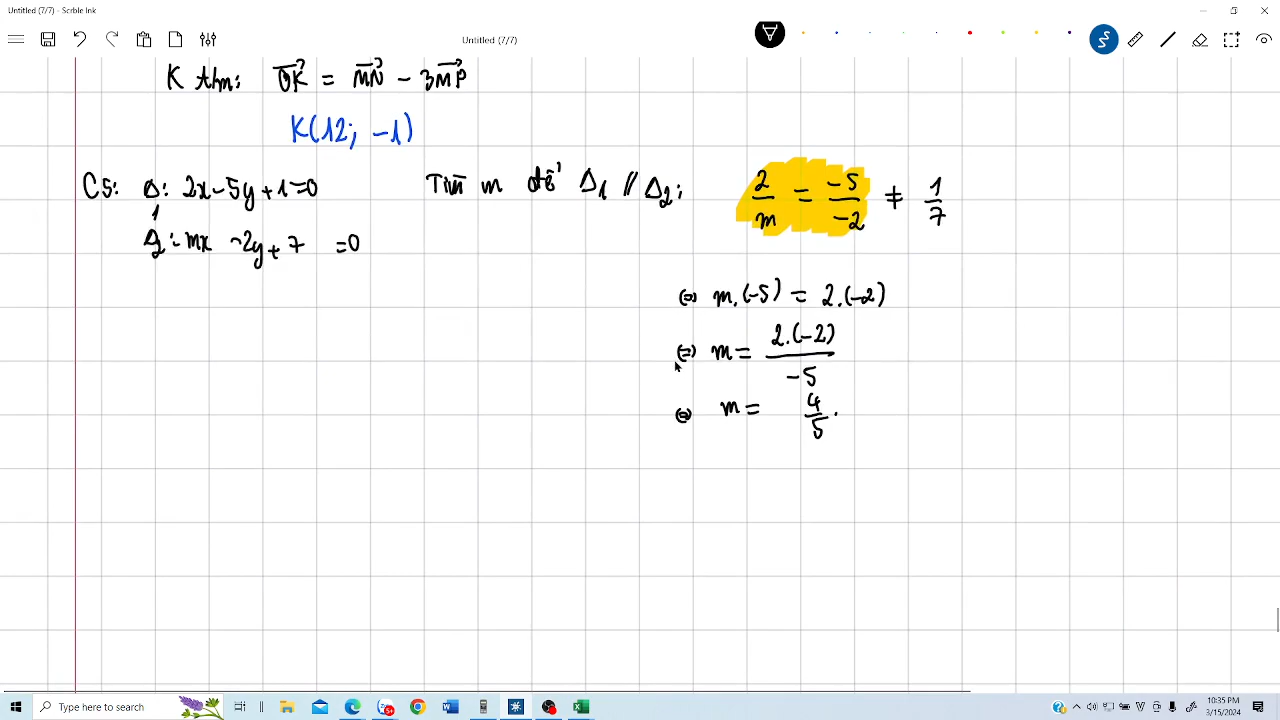 Untitled (7/7) - Scrble Ink
Untitled (7/7)
K thm: OK = MN - 3MP
K(12; -1)
C5: Δ1: 2x - 5y + 1 = 0 Tìm m để Δ1 // Δ2: 2/m = -5/-2 ≠ 1/7
Δ2: mx - 2y + 7 = 0
(=) m.(-5) = 2.(-2)
(=) m = 2.(-2)/-5
(=) m = 4/5.
Type here to search
10:35 PM
3/15/2024